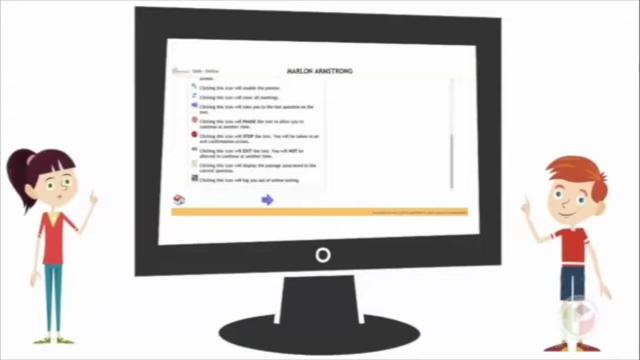 MARLON ARMSTRONG
screen.
Clicking this icon will enable the pointer.
Clicking this icon will clear all markings.
Clicking this icon will take you to the last question on the
test.
Clicking this icon will PAUSE the test to allow you to
continue at another time.
Clicking this icon will STOP the test. You will be taken to an
exit confirmation screen.
Clicking this icon will EXIT the test. You will NOT be
allowed to continue at another time.
Clicking this icon will display the passage associated to the
current question.
Clicking this icon will log you out of online testing.